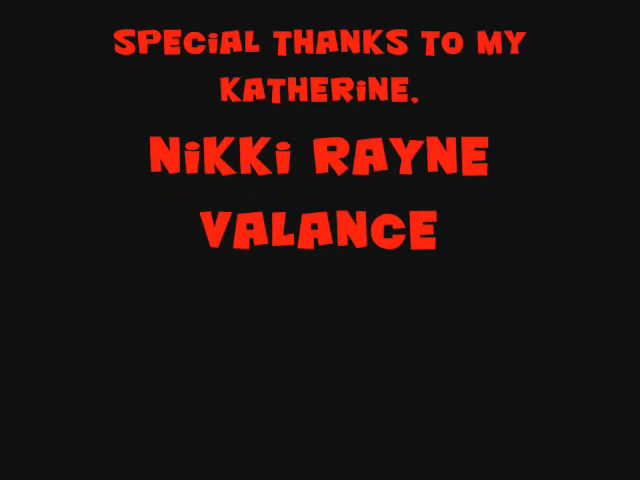 SPECiAL THANKS TO MY
KATHERiNE,
NiKKi RAYNE
VALANCE